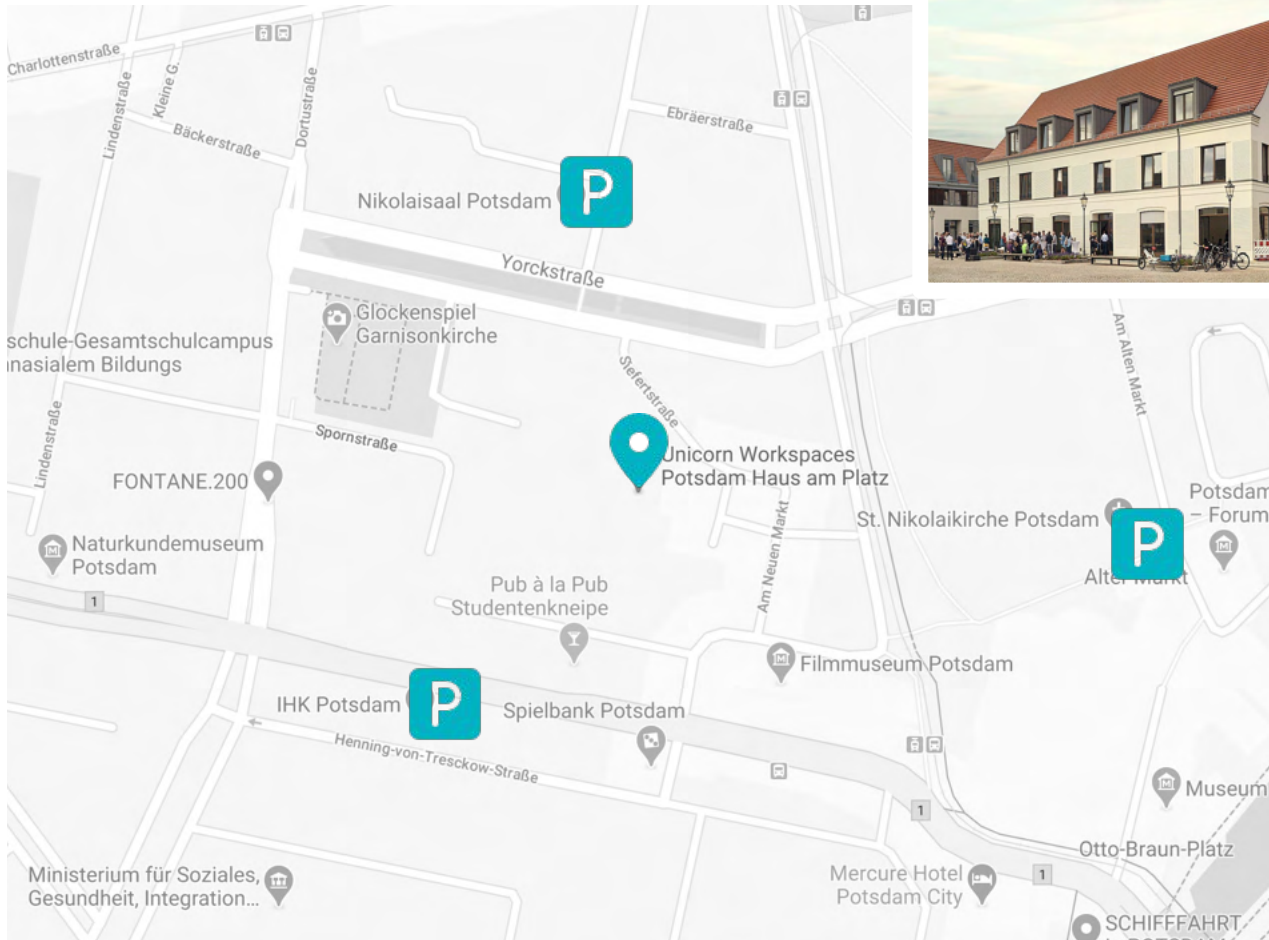 Charlottenstraße
Lindenstraße
Kleine G.
Bäckerstraße
Dortustraße
Ebräerstraße
Nikolaisaal Potsdam
P
Yorckstraße
Glockenspiel
Garnisonkirche
schule-Gesamtschulcampus
nasialem Bildungs
Siefertstraße
Am Alten Markt
Lindenstraße
Spornstraße
FONTANE.200
Unicorn Workspaces
Potsdam Haus am Platz
Naturkundemuseum
Potsdam
1
Pub à la Pub
Studentenkneipe
Am Neuen Markt
St. Nikolaikirche Potsdam
P
Alter Markt
Potsdam
– Forum
Filmmuseum Potsdam
IHK Potsdam
P
Spielbank Potsdam
Henning-von-Tresckow-Straße
1
Museum
Otto-Braun-Platz
Ministerium für Soziales,
Gesundheit, Integration...
Mercure Hotel
Potsdam City
1
SCHIFFFAHRT